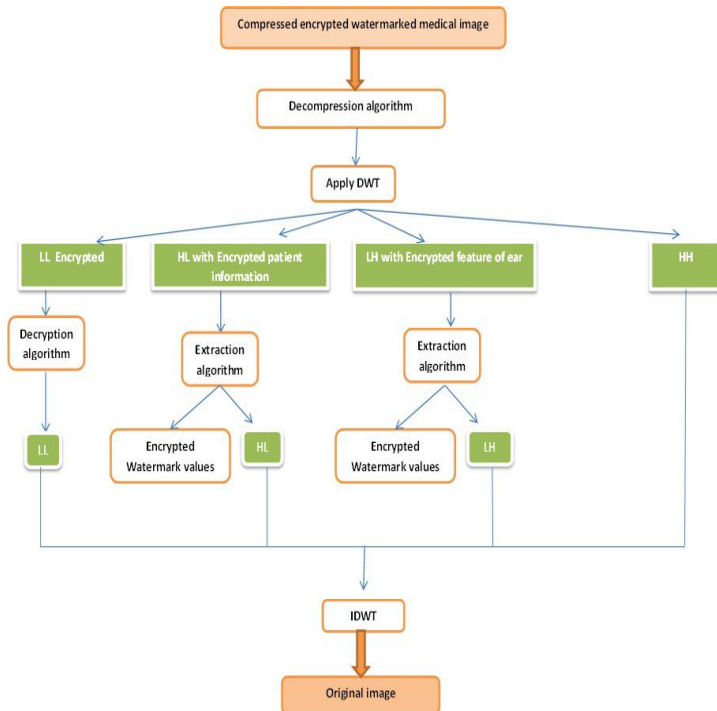 Compressed encrypted watermarked medical image
Decompression algorithm
Apply DWT
LL Encrypted
HL with Encrypted patient
information
LH with Encrypted feature of ear
HH
Decryption
algorithm
Extraction
algorithm
Extraction
algorithm
LL
Encrypted
Watermark values
HL
Encrypted
Watermark values
LH
IDWT
Original image